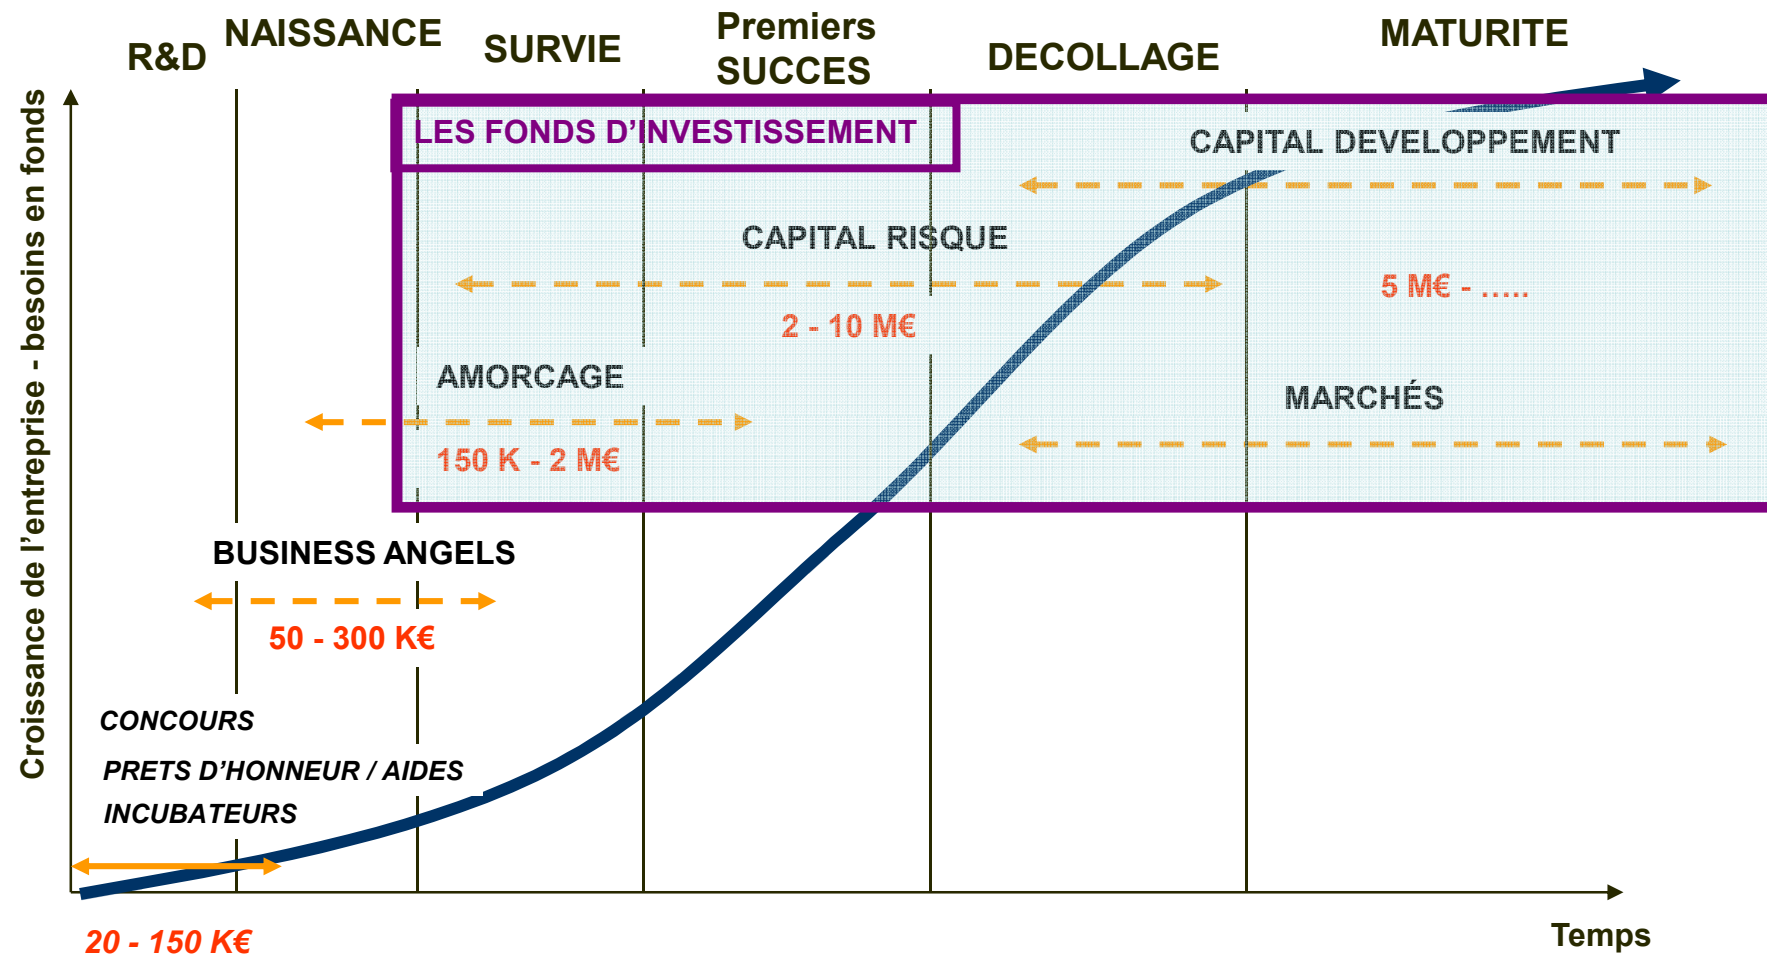 R&D
NAISSANCE
SURVIE
Premiers
SUCCES
DECOLLAGE
MATURITE
Croissance de l’entreprise - besoins en fonds
LES FONDS D’INVESTISSEMENT
CAPITAL DEVELOPPEMENT
CAPITAL RISQUE
5 M€ - .....
2 - 10 M€
AMORCAGE
MARCHÉS
150 K - 2 M€
BUSINESS ANGELS
50 - 300 K€
CONCOURS
PRETS D’HONNEUR / AIDES
INCUBATEURS
20 - 150 K€
Temps